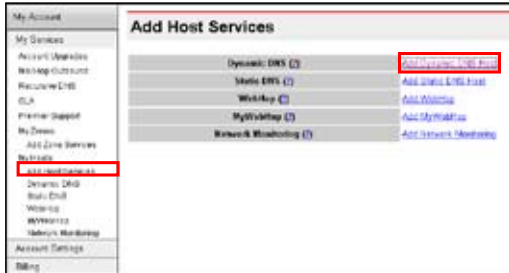 My Account
My Services
Account Upgrades
MailHop Outbound
Recursive DNS
SLA
Premier Support
My Zones
Add Zone Services
My Hosts
Add Host Services
Dynamic DNS
Static DNS
WebHop
MyWebHop
Network Monitoring
Account Settings
Billing
Add Host Services
Dynamic DNS (?) Add Dynamic DNS Host
Static DNS (?) Add Static DNS Host
WebHop (?) Add WebHop
MyWebHop (?) Add MyWebHop
Network Monitoring (?) Add Network Monitoring